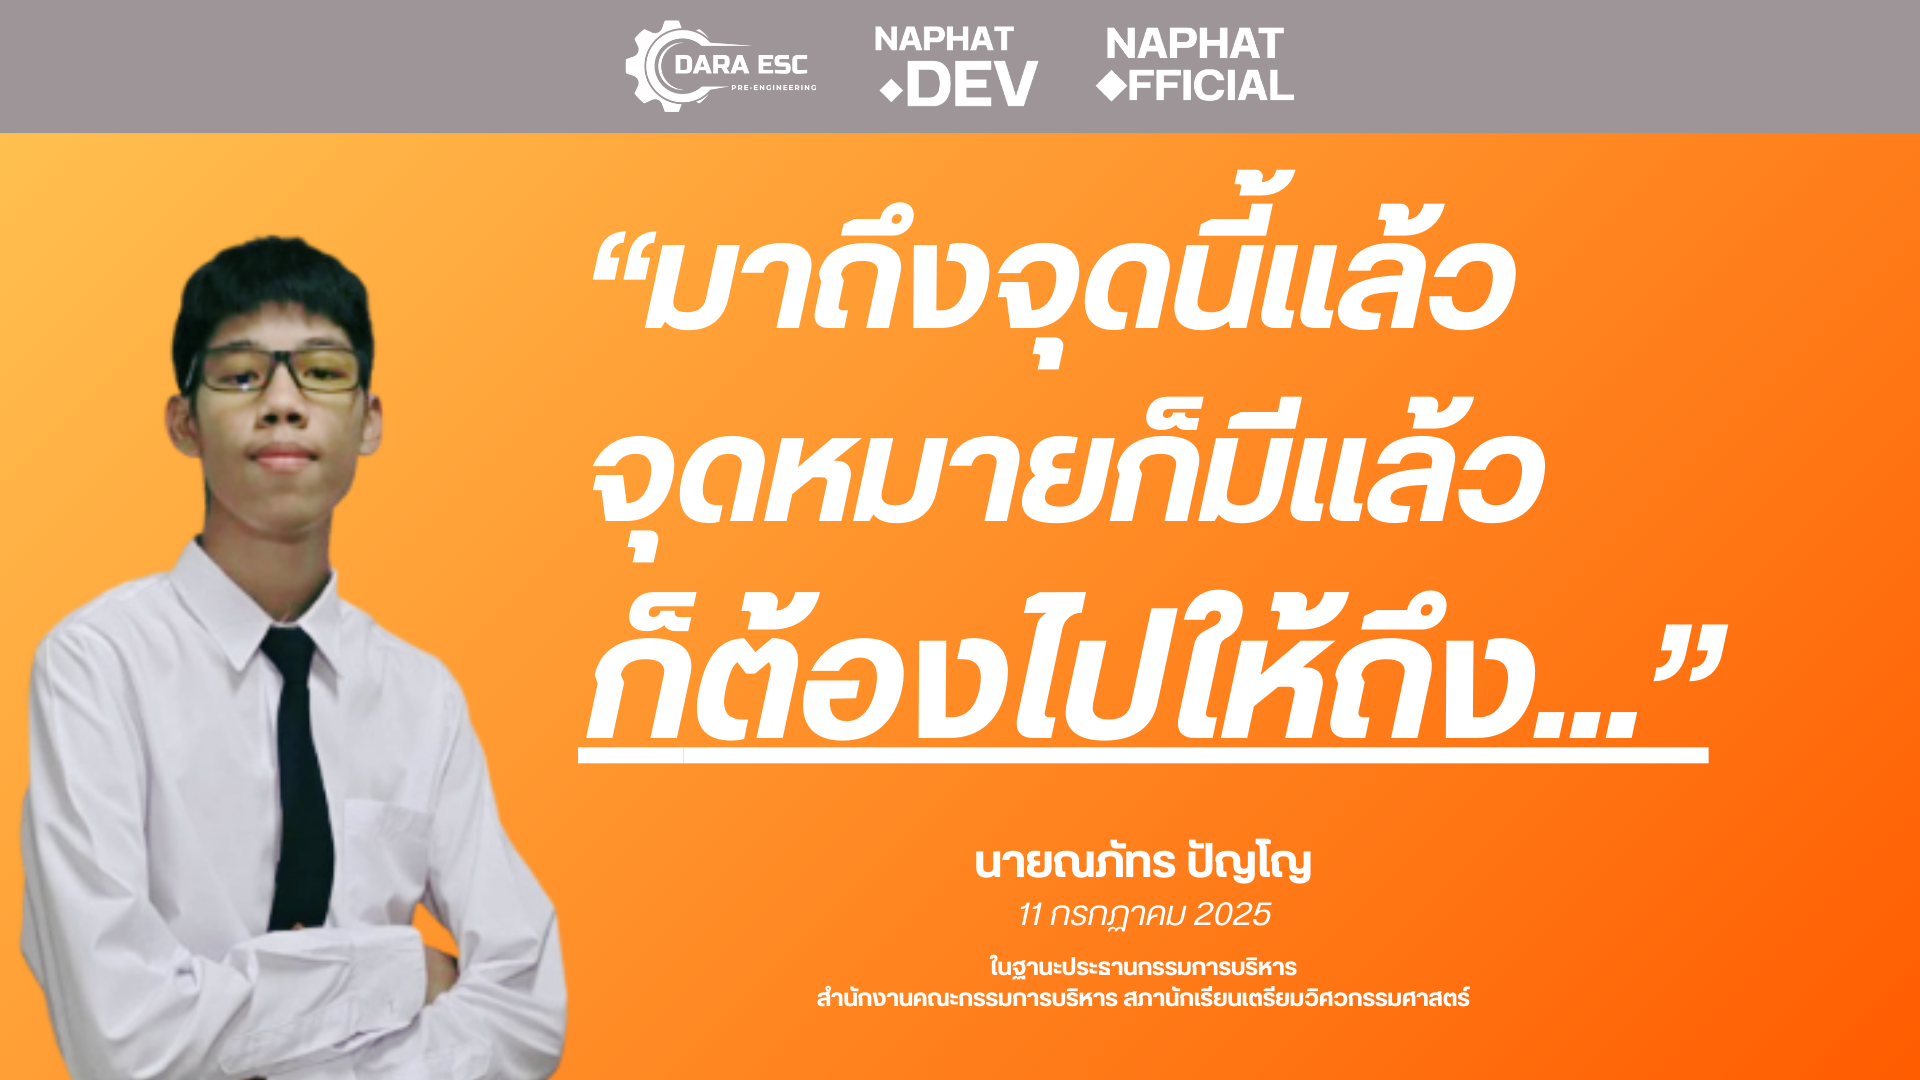 DARA ESC
PRE-ENGINEERING
NAPHAT
DEV
NAPHAT
OFFICIAL
“มาถึงจุดนี้แล้ว
จุดหมายก็มีแล้ว
ก็ต้องไปให้ถึง...”
นายณภัทร ปัญโญ
11 กรกฎาคม 2025
ในฐานะประธานกรรมการบริหาร
สำนักงานคณะกรรมการบริหาร สภานักเรียนเตรียมวิศวกรรมศาสตร์